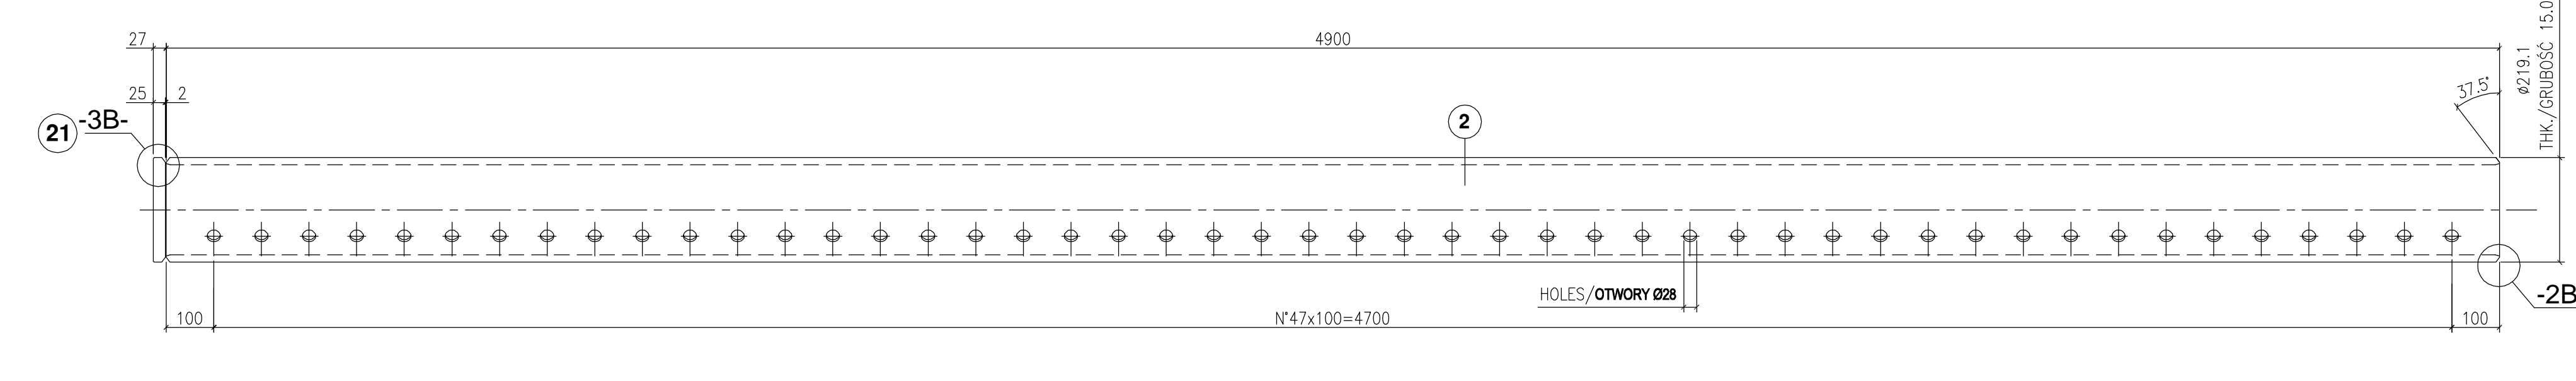 27
4900
25
2
21
-3B-
2
37.5°
Ø219.1
THK./GRUBOŚĆ 15.0
HOLES/OTWORY Ø28
-2B
100
N°47x100=4700
100